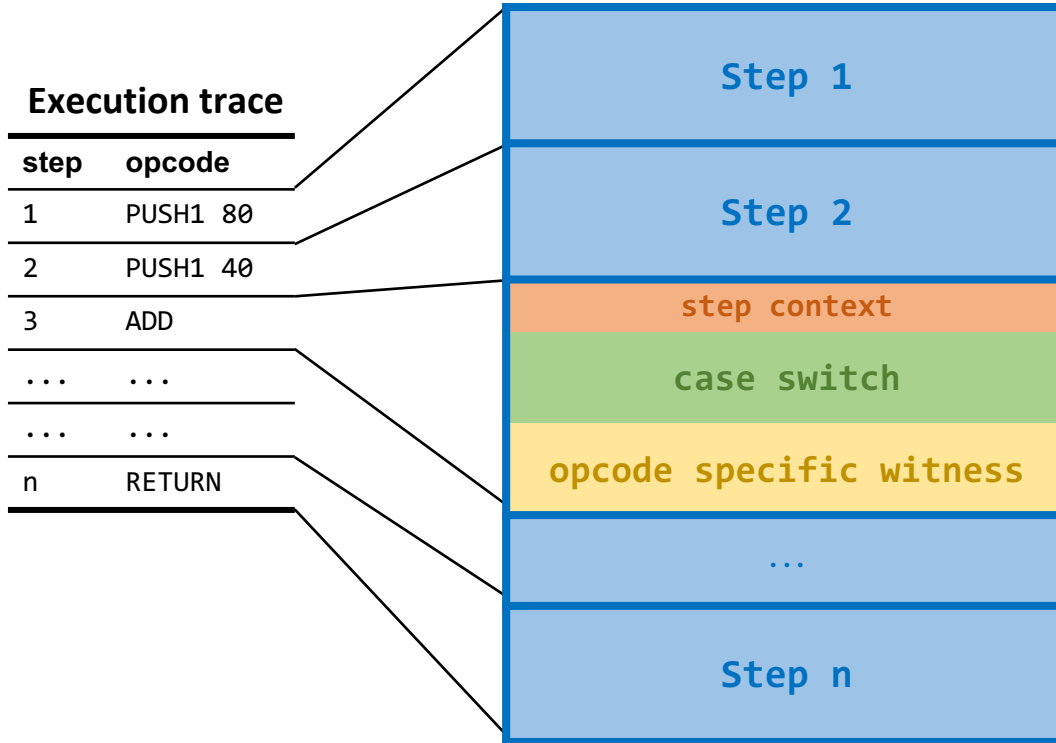 Execution trace
step opcode
1 PUSH1 80
2 PUSH1 40
3 ADD
... ...
... ...
n RETURN
Step 1
Step 2
step context
case switch
opcode specific witness
...
Step n